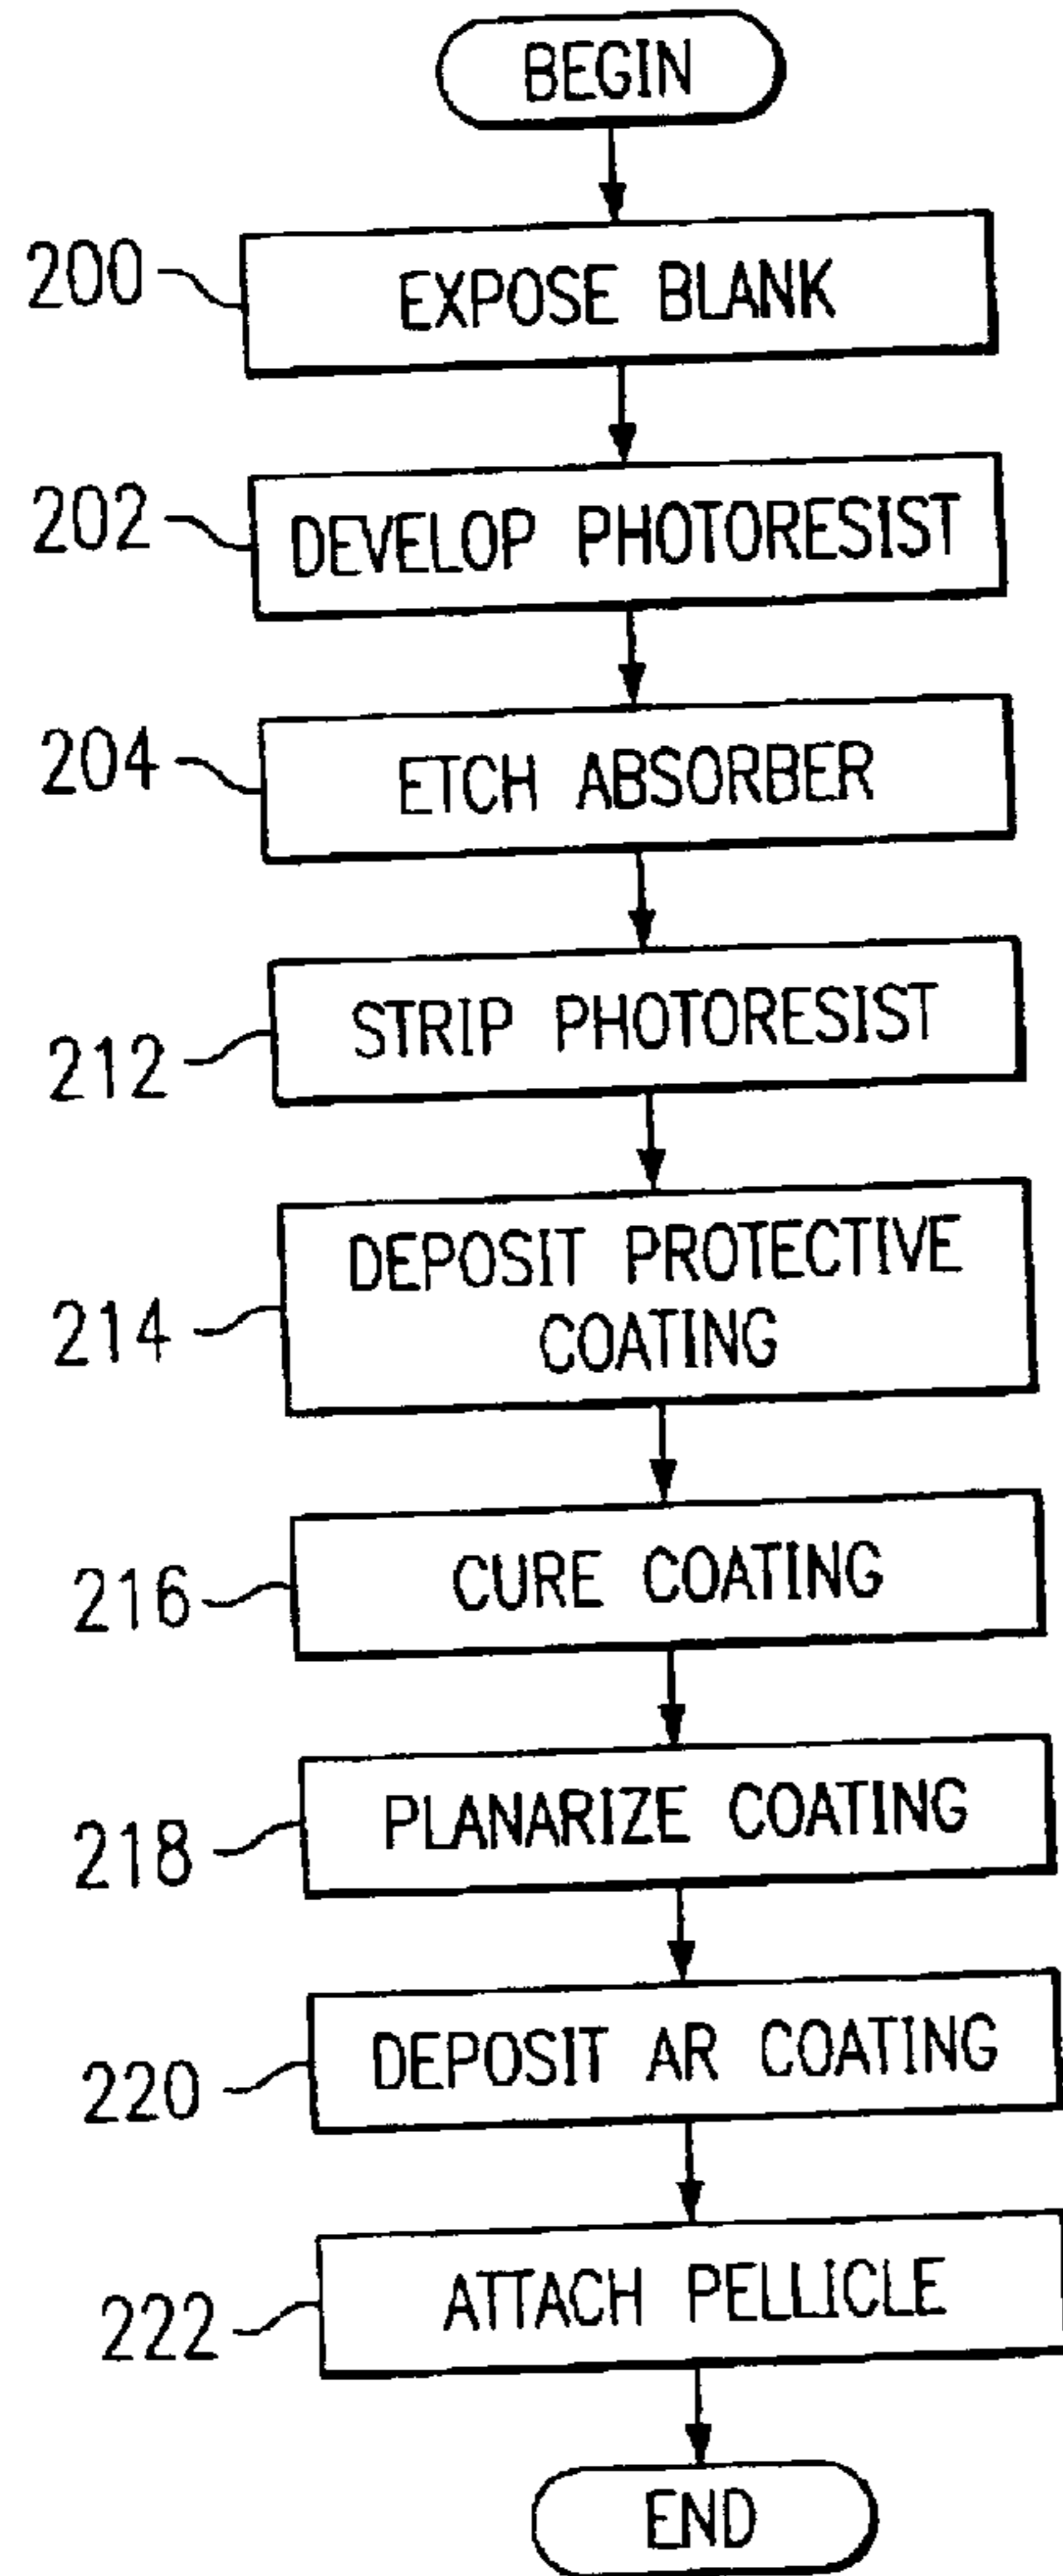 BEGIN
200 EXPOSE BLANK
202 DEVELOP PHOTORESIST
204 ETCH ABSORBER
212 STRIP PHOTORESIST
214 DEPOSIT PROTECTIVE
COATING
216 CURE COATING
218 PLANARIZE COATING
220 DEPOSIT AR COATING
222 ATTACH PELLICLE
END